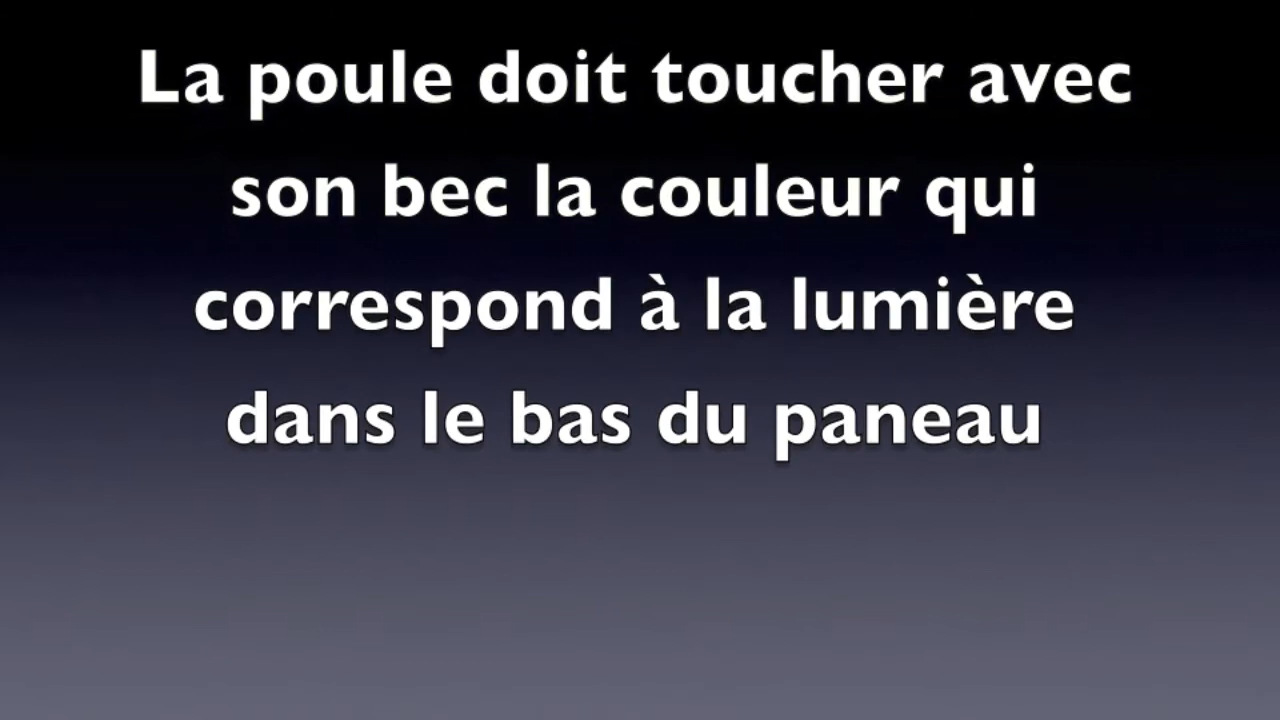 La poule doit toucher avec
son bec la couleur qui
correspond à la lumière
dans le bas du paneau